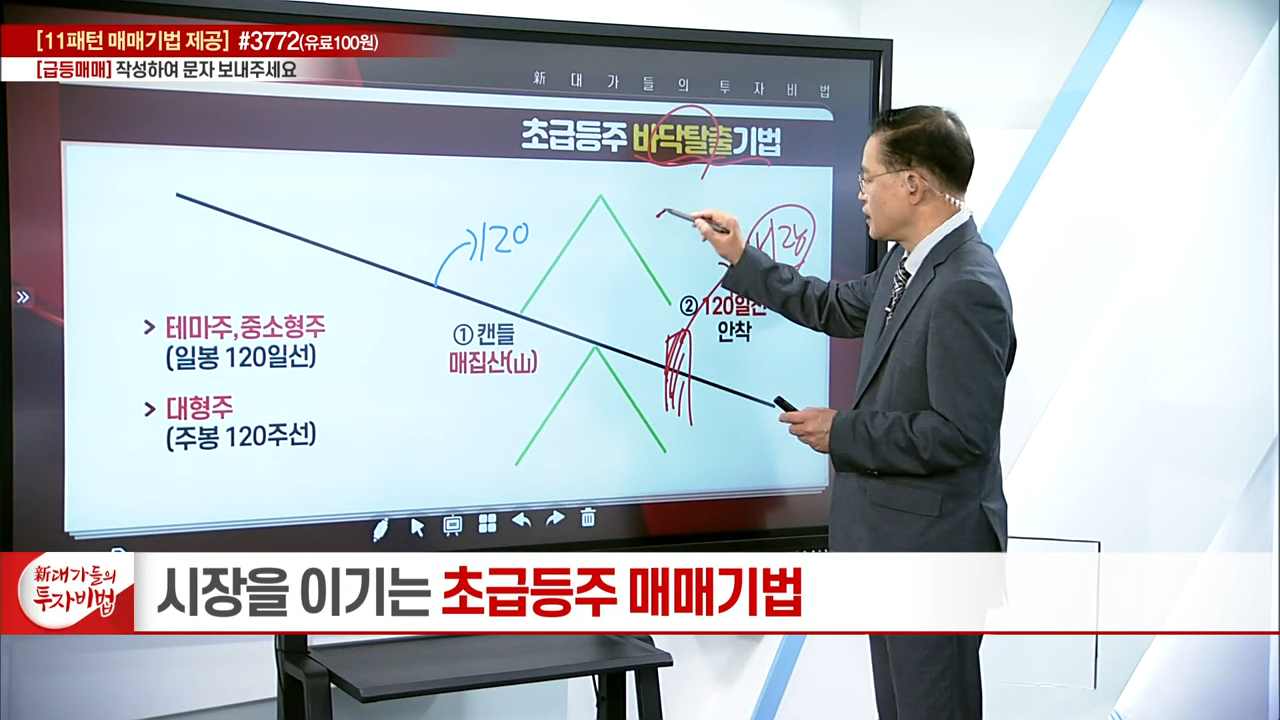 [11패턴 매매기법 제공] #3772(유료100원)
[급등매매] 작성하여 문자 보내주세요
新 대 가 들 의 투 자 비 법
초급등주 바닥탈출기법
120
① 캔들
매집산(山)
② 120일선
안착
> 테마주,중소형주
(일봉 120일선)
> 대형주
(주봉 120주선)
新대가들의
투자비법
시장을 이기는 초급등주 매매기법